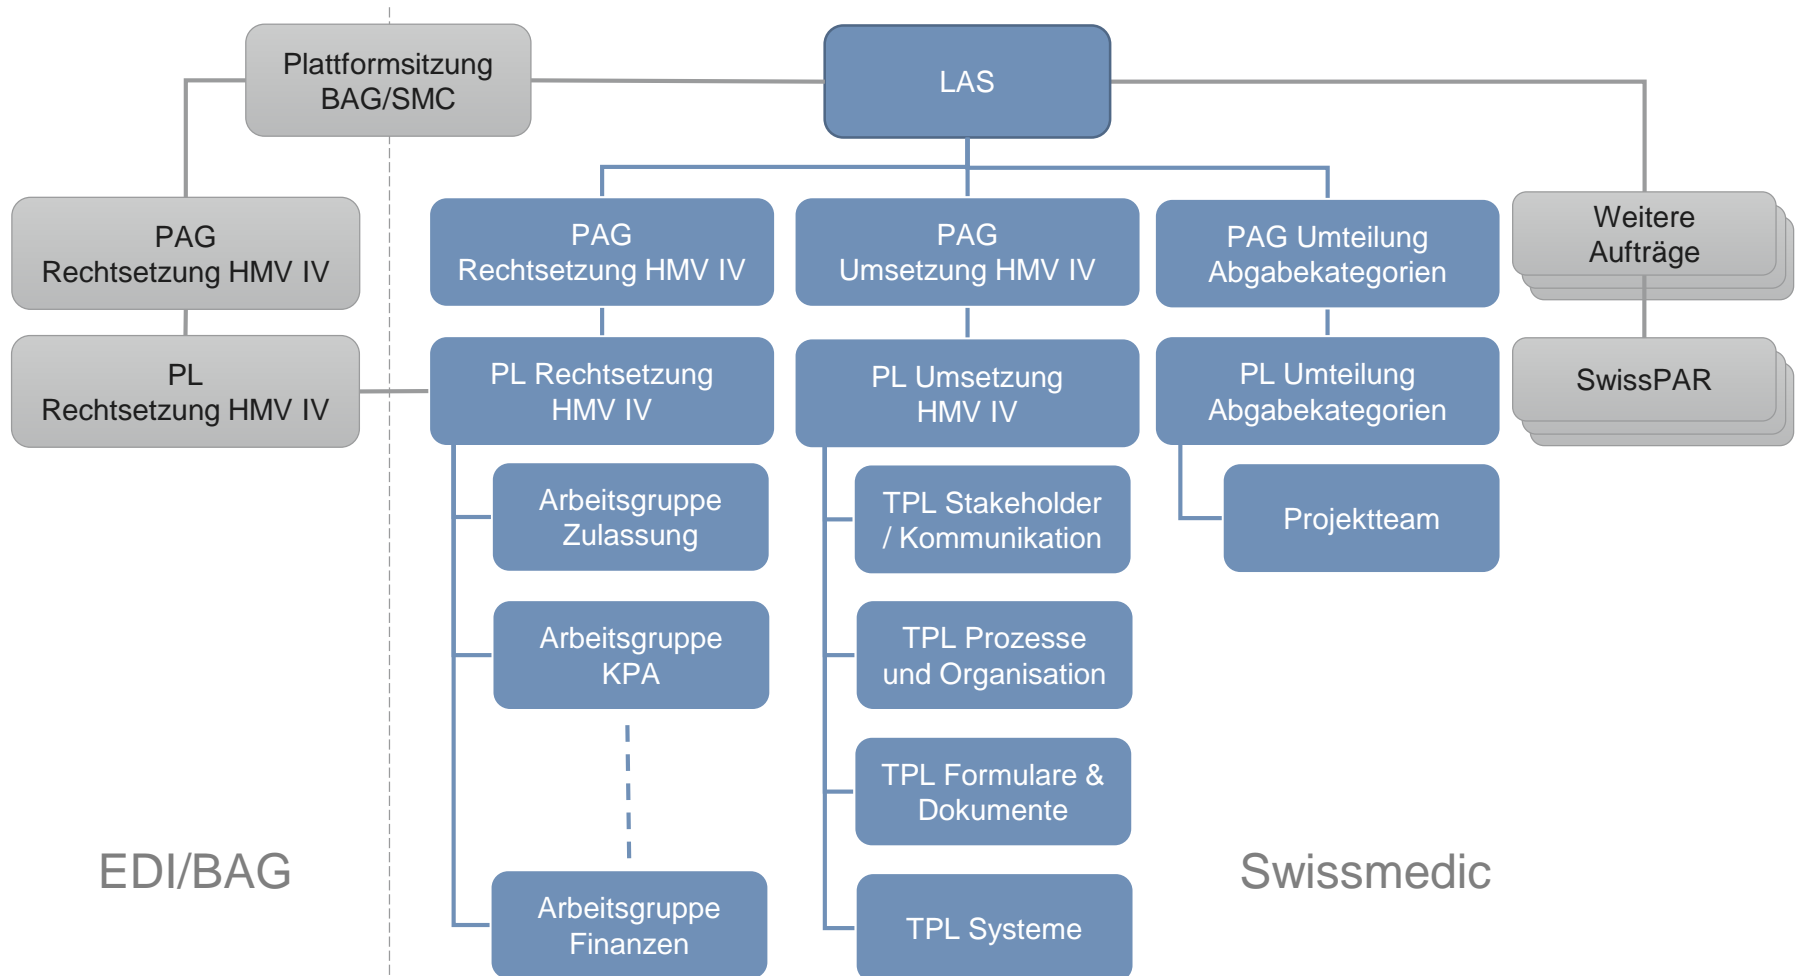 Plattformsitzung
BAG/SMC
LAS
PAG
Rechtsetzung HMV IV
PAG
Rechtsetzung HMV IV
PAG
Umsetzung HMV IV
PAG Umteilung
Abgabekategorien
Weitere
Aufträge
PL
Rechtsetzung HMV IV
PL Rechtsetzung
HMV IV
PL Umsetzung
HMV IV
PL Umteilung
Abgabekategorien
SwissPAR
Arbeitsgruppe
Zulassung
TPL Stakeholder
/ Kommunikation
Projektteam
Arbeitsgruppe
KPA
TPL Prozesse
und Organisation
TPL Formulare &
Dokumente
EDI/BAG
Swissmedic
Arbeitsgruppe
Finanzen
TPL Systeme